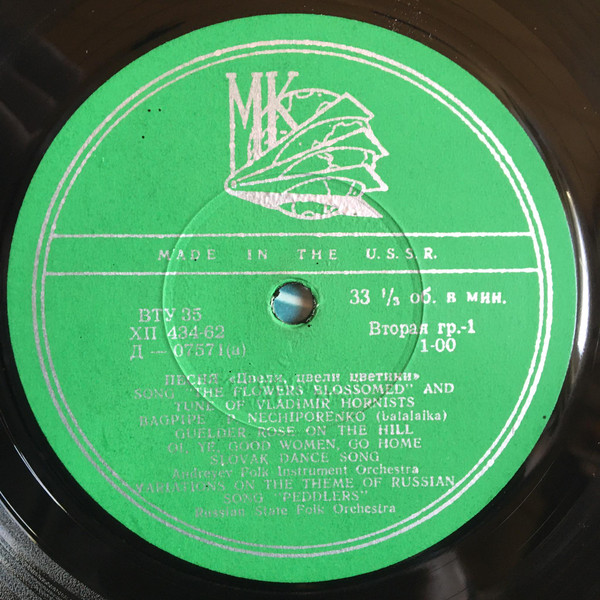 МК
MADE IN THE U.S.S.R.
ВТУ 35
ХП 434-62
Д — 07571(а)
33 ⅓ об. в мин.
Вторая гр.-1
1-00
ПЕСНЯ «Цвели, цвели цветики»
SONG "THE FLOWERS BLOSSOMED" AND
TUNE OF VLADIMIR HORNISTS
BAGPIPE P. NECHIPORENKO (balalaika)
GUELDER ROSE ON THE HILL
OI, YE, GOOD WOMEN, GO HOME
SLOVAK DANCE SONG
Andreyev Folk Instrument Orchestra
VARIATIONS ON THE THEME OF RUSSIAN
SONG "PEDDLERS"
Russian State Folk Orchestra